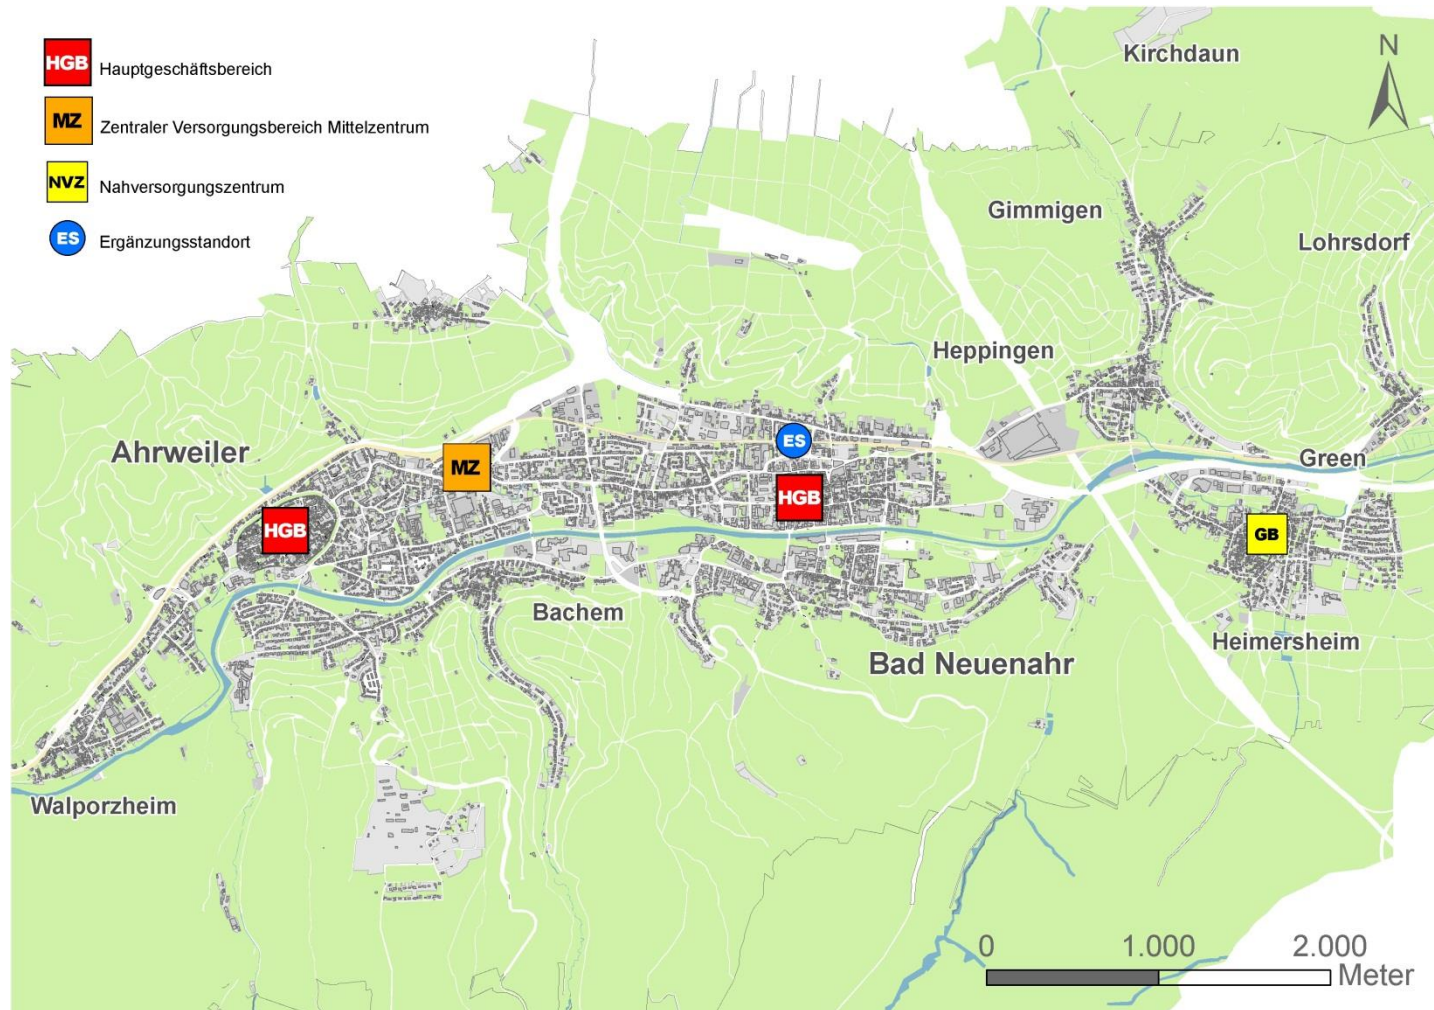 HGB Hauptgeschäftsbereich
MZ Zentraler Versorgungsbereich Mittelzentrum
NVZ Nahversorgungszentrum
ES Ergänzungsstandort
Kirchdaun
N
Gimmigen
Lohrsdorf
Heppingen
Ahrweiler
MZ
ES
Green
HGB
HGB
GB
Bachem
Heimersheim
Bad Neuenahr
Walporzheim
0 1.000 2.000
Meter